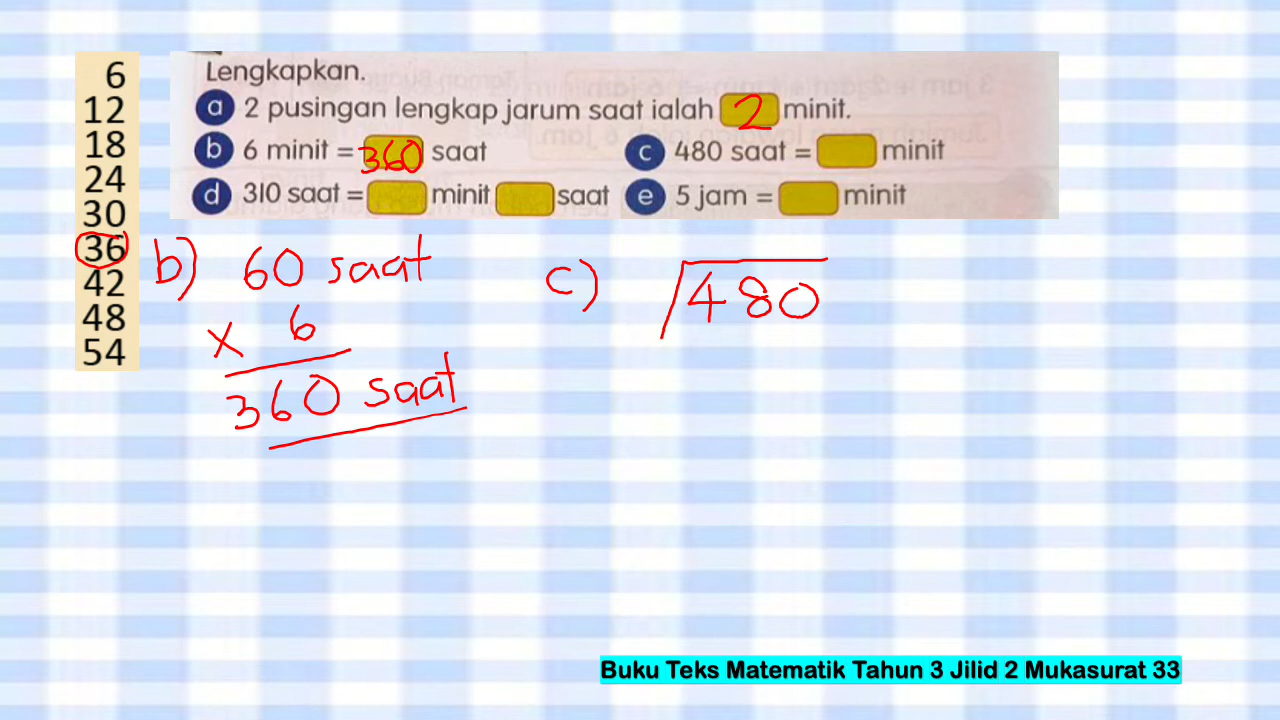 6
12
18
24
30
36
42
48
54
Lengkapkan.
a 2 pusingan lengkap jarum saat ialah 2 minit.
b 6 minit = 360 saat
c 480 saat = minit
d 310 saat = minit saat
e 5 jam = minit
b) 60 saat
x 6
360 saat
c) 480
Buku Teks Matematik Tahun 3 Jilid 2 Mukasurat 33